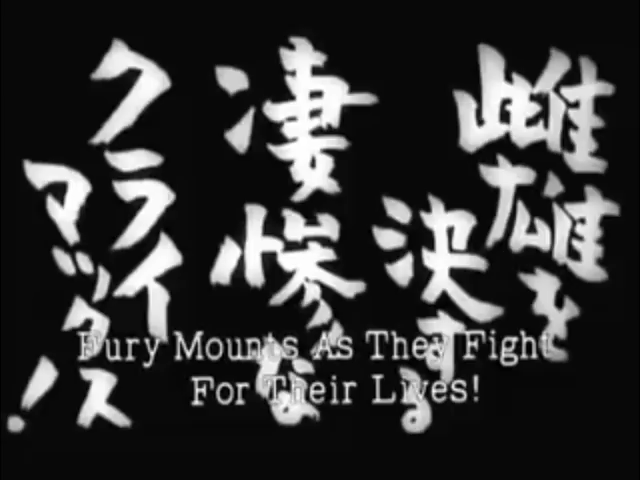 雌雄を
決する
凄惨な
クライ
マックス!
Fury Mounts As They Fight
For Their Lives!